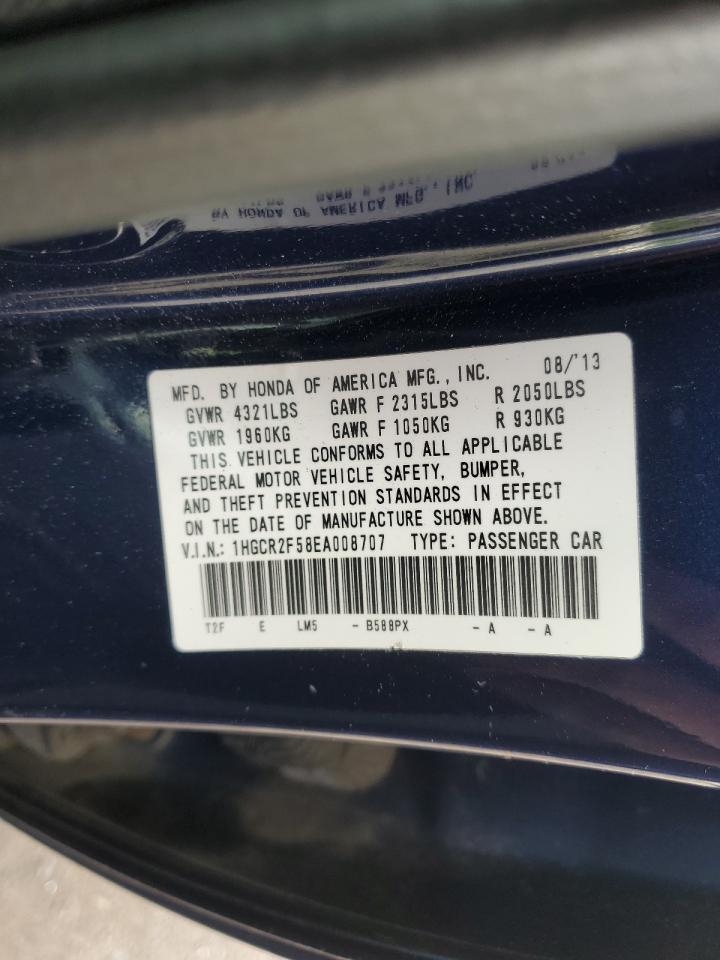 MFD. BY HONDA OF AMERICA MFG., INC. 08/'13
GVWR 4321LBS GAWR F 2315LBS R 2050LBS
GVWR 1960KG GAWR F 1050KG R 930KG
THIS VEHICLE CONFORMS TO ALL APPLICABLE
FEDERAL MOTOR VEHICLE SAFETY, BUMPER,
AND THEFT PREVENTION STANDARDS IN EFFECT
ON THE DATE OF MANUFACTURE SHOWN ABOVE.
V.I.N.: 1HGCR2F58EA008707 TYPE: PASSENGER CAR
T2F E LM5 - B588PX - A - A